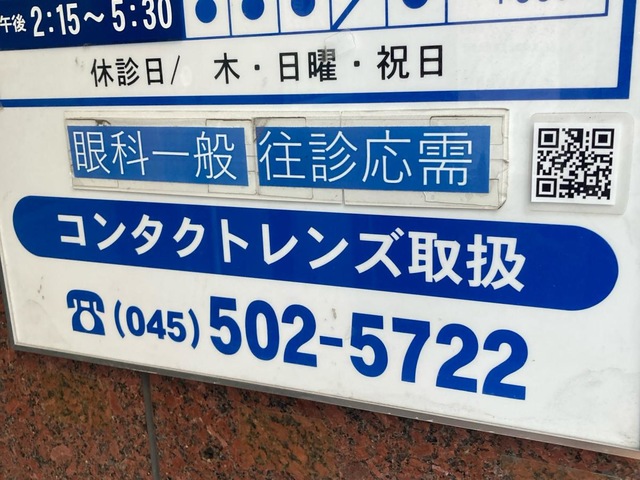 午後 2:15〜5:30 ●●●/●●
休診日/ 木・日曜・祝日
眼科一般 往診応需
コンタクトレンズ取扱
☎(045)502-5722